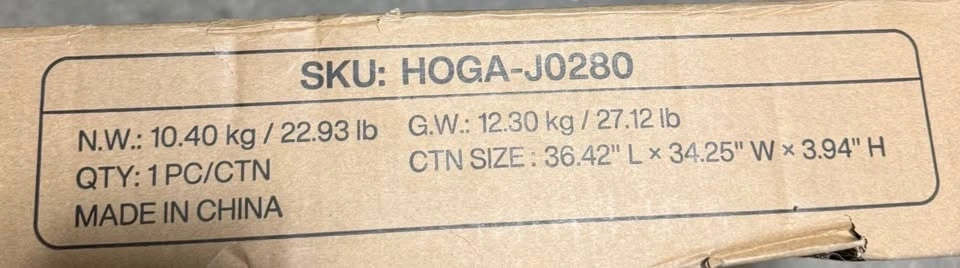 SKU: HOGA-J0280
N.W.: 10.40 kg / 22.93 lb
G.W.: 12.30 kg / 27.12 lb
QTY: 1 PC/CTN
CTN SIZE : 36.42" L × 34.25" W × 3.94" H
MADE IN CHINA